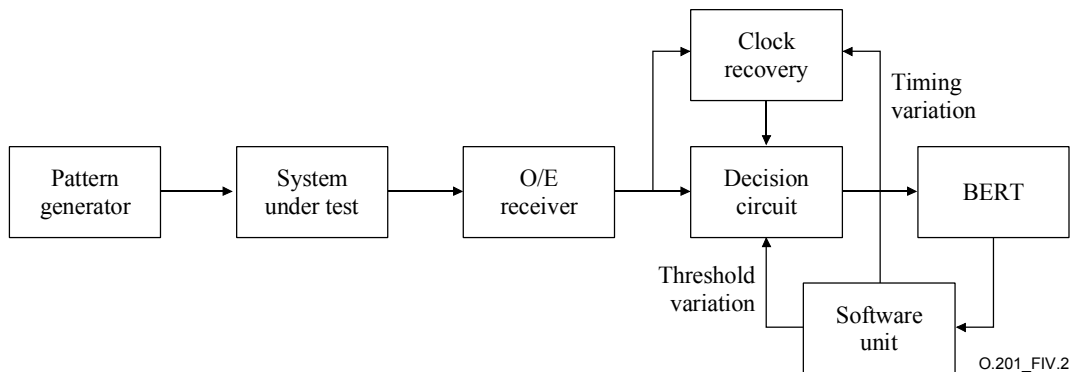 Clock
recovery
Timing
variation
Pattern
generator
System
under test
O/E
receiver
Decision
circuit
BERT
Threshold
variation
Software
unit
O.201_FIV.2